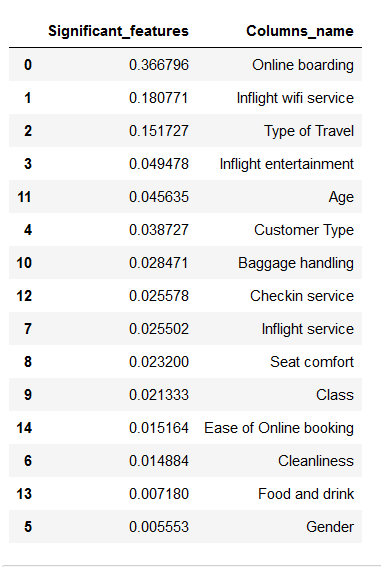 Significant_features Columns_name
0 0.366796 Online boarding
1 0.180771 Inflight wifi service
2 0.151727 Type of Travel
3 0.049478 Inflight entertainment
11 0.045635 Age
4 0.038727 Customer Type
10 0.028471 Baggage handling
12 0.025578 Checkin service
7 0.025502 Inflight service
8 0.023200 Seat comfort
9 0.021333 Class
14 0.015164 Ease of Online booking
6 0.014884 Cleanliness
13 0.007180 Food and drink
5 0.005553 Gender